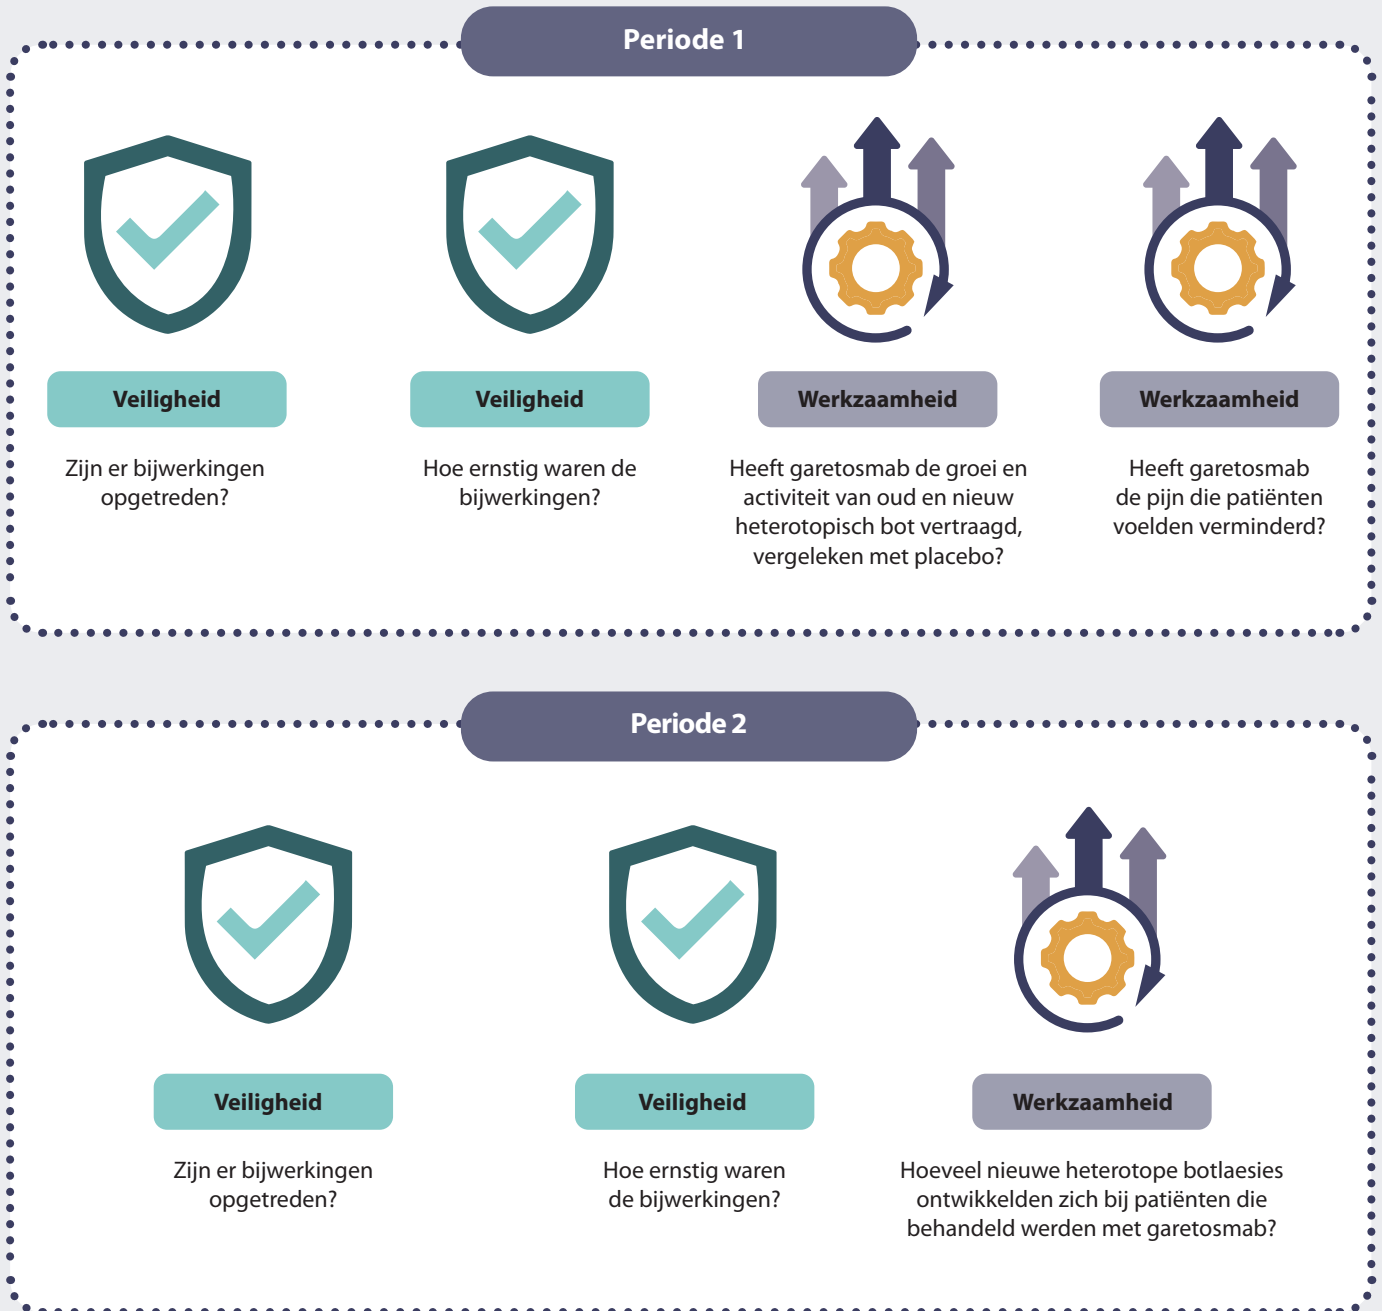 Periode 1
Veiligheid
Zijn er bijwerkingen
opgetreden?
Veiligheid
Hoe ernstig waren de
bijwerkingen?
Werkzaamheid
Heeft garetosmab de groei en
activiteit van oud en nieuw
heterotopisch bot vertraagd,
vergeleken met placebo?
Werkzaamheid
Heeft garetosmab
de pijn die patiënten
voelden verminderd?
Periode 2
Veiligheid
Zijn er bijwerkingen
opgetreden?
Veiligheid
Hoe ernstig waren
de bijwerkingen?
Werkzaamheid
Hoeveel nieuwe heterotope botlaesies
ontwikkelden zich bij patiënten die
behandeld werden met garetosmab?